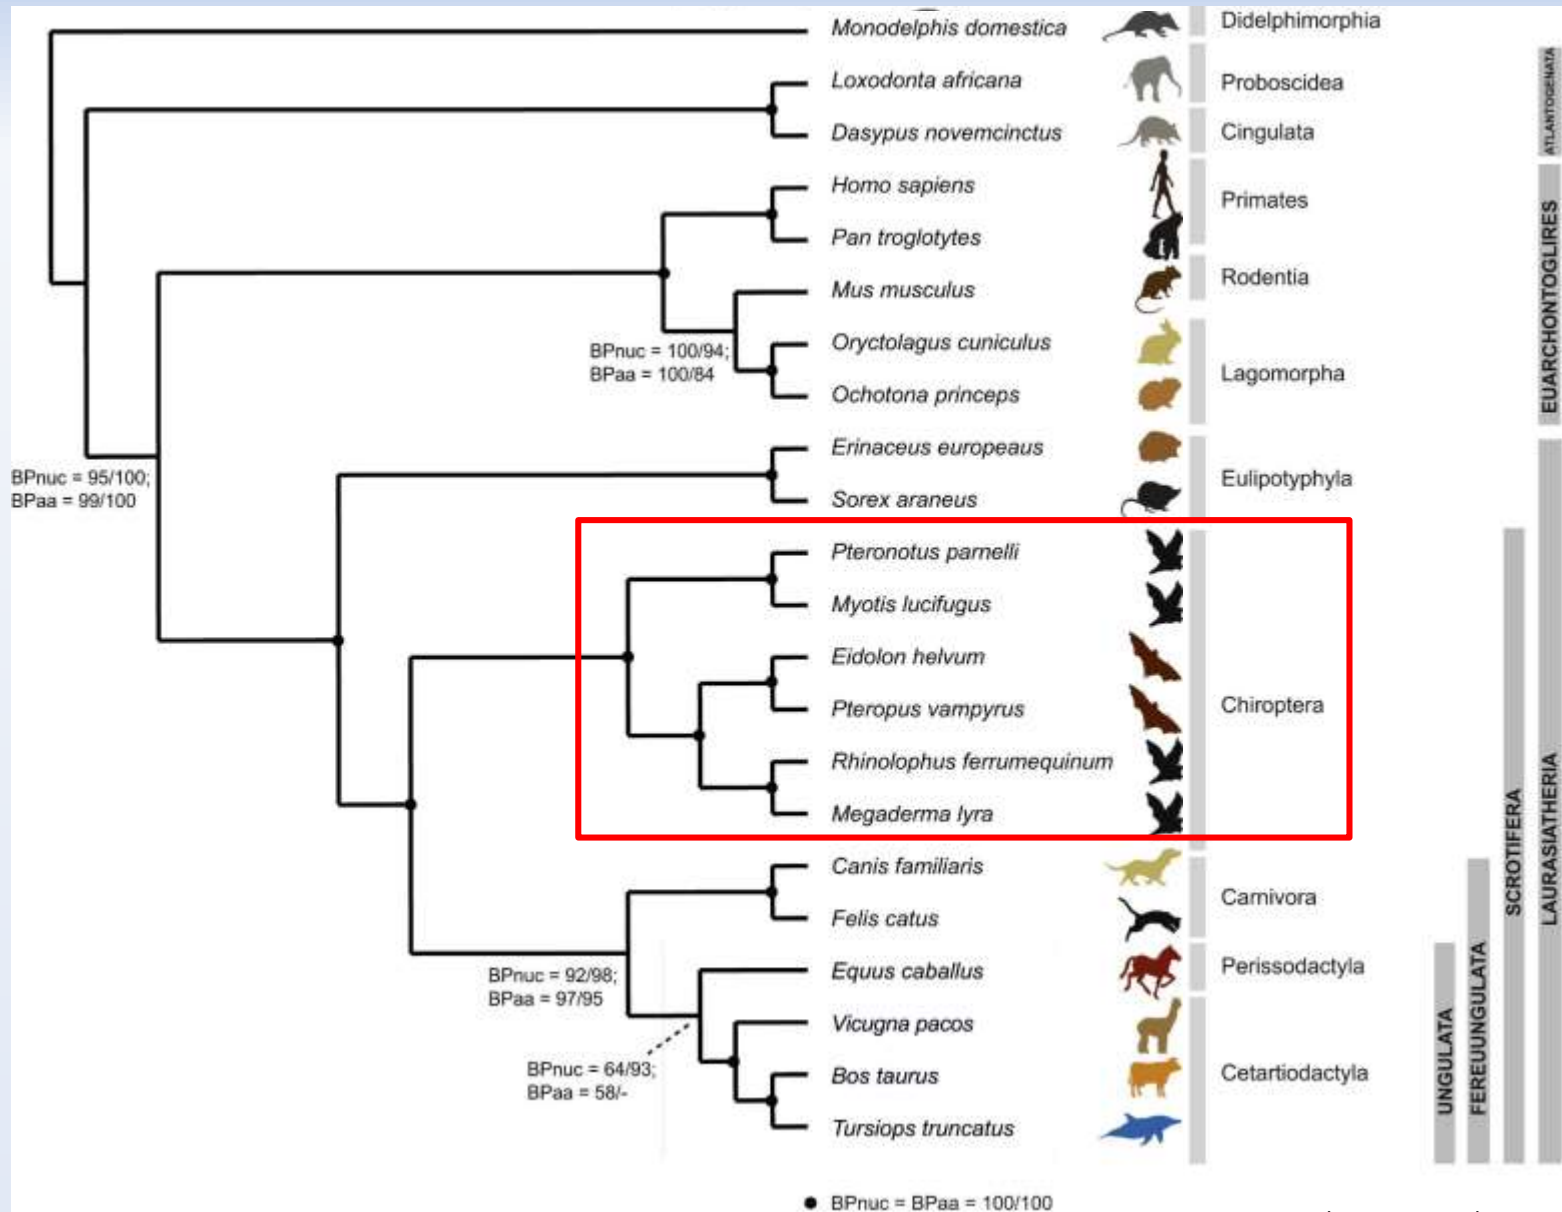 Monodelphis domestica
Didelphimorphia
Loxodonta africana
Proboscidea
Dasypus novemcinctus
Cingulata
ATLANTOGENATA
Homo sapiens
Primates
Pan troglotytes
Mus musculus
Rodentia
BPnuc = 100/94;
BPaa = 100/84
Oryctolagus cuniculus
Lagomorpha
Ochotona princeps
EUARCHONTOGLIRES
BPnuc = 95/100;
BPaa = 99/100
Erinaceus europeaus
Eulipotyphyla
Sorex araneus
Pteronotus parnelli
Myotis lucifugus
Eidolon helvum
Chiroptera
Pteropus vampyrus
Rhinolophus ferrumequinum
Megaderma lyra
Canis familiaris
Carnivora
Felis catus
BPnuc = 92/98;
BPaa = 97/95
Equus caballus
Perissodactyla
Vicugna pacos
BPnuc = 64/93;
BPaa = 58/-
Bos taurus
Cetartiodactyla
Tursiops truncatus
UNGULATA
FEREUUNGULATA
SCROTIFERA
LAURASIATHERIA
BPnuc = BPaa = 100/100